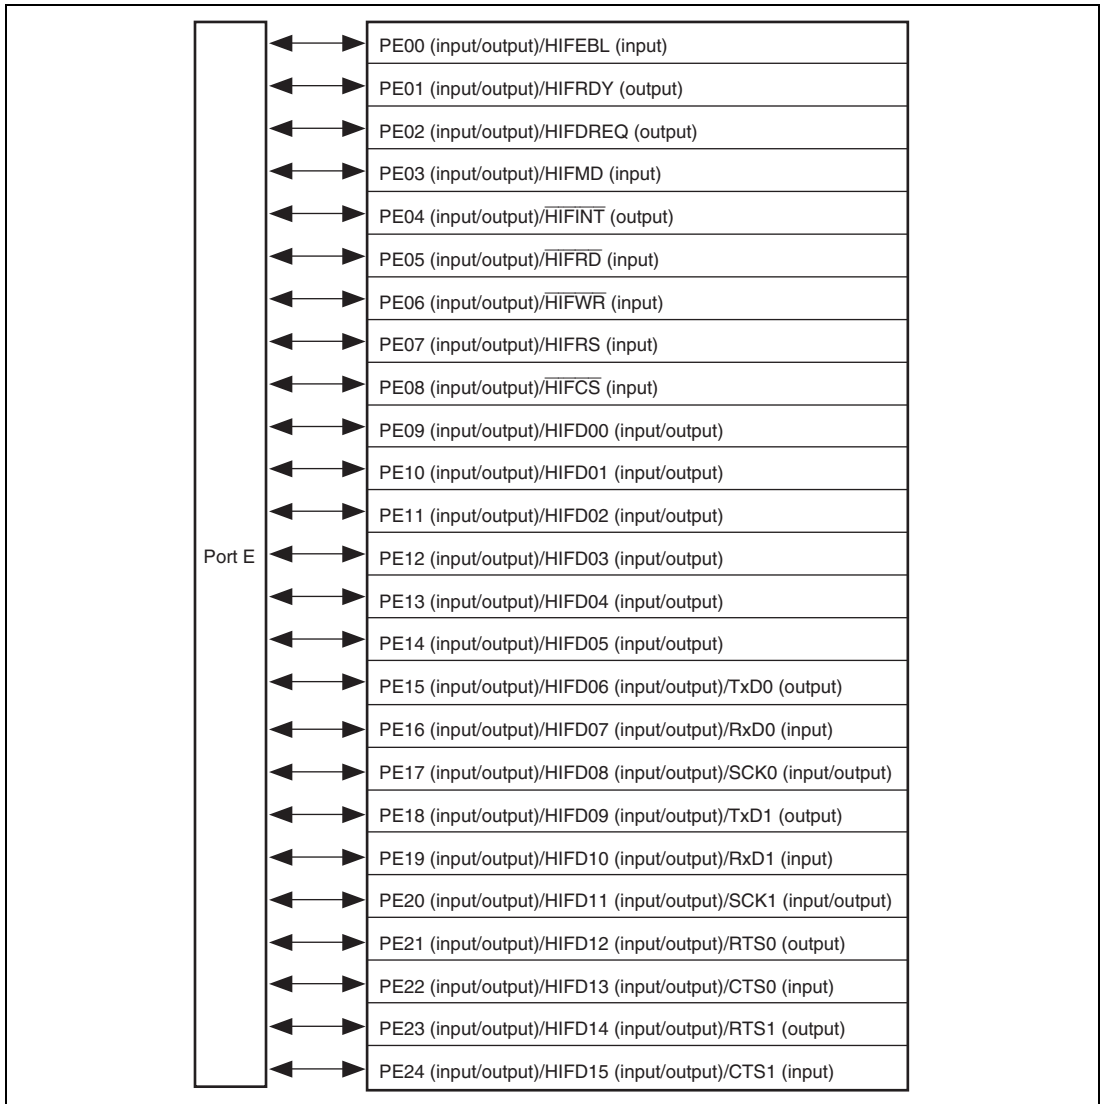 PE00 (input/output)/HIFEBL (input)
PE01 (input/output)/HIFRDY (output)
PE02 (input/output)/HIFDREQ (output)
PE03 (input/output)/HIFMD (input)
PE04 (input/output)/H̅I̅F̅I̅N̅T̅ (output)
PE05 (input/output)/H̅I̅F̅R̅D̅ (input)
PE06 (input/output)/H̅I̅F̅W̅R̅ (input)
PE07 (input/output)/HIFRS (input)
PE08 (input/output)/H̅I̅F̅C̅S̅ (input)
PE09 (input/output)/HIFD00 (input/output)
PE10 (input/output)/HIFD01 (input/output)
PE11 (input/output)/HIFD02 (input/output)
Port E
PE12 (input/output)/HIFD03 (input/output)
PE13 (input/output)/HIFD04 (input/output)
PE14 (input/output)/HIFD05 (input/output)
PE15 (input/output)/HIFD06 (input/output)/TxD0 (output)
PE16 (input/output)/HIFD07 (input/output)/RxD0 (input)
PE17 (input/output)/HIFD08 (input/output)/SCK0 (input/output)
PE18 (input/output)/HIFD09 (input/output)/TxD1 (output)
PE19 (input/output)/HIFD10 (input/output)/RxD1 (input)
PE20 (input/output)/HIFD11 (input/output)/SCK1 (input/output)
PE21 (input/output)/HIFD12 (input/output)/RTS0 (output)
PE22 (input/output)/HIFD13 (input/output)/CTS0 (input)
PE23 (input/output)/HIFD14 (input/output)/RTS1 (output)
PE24 (input/output)/HIFD15 (input/output)/CTS1 (input)